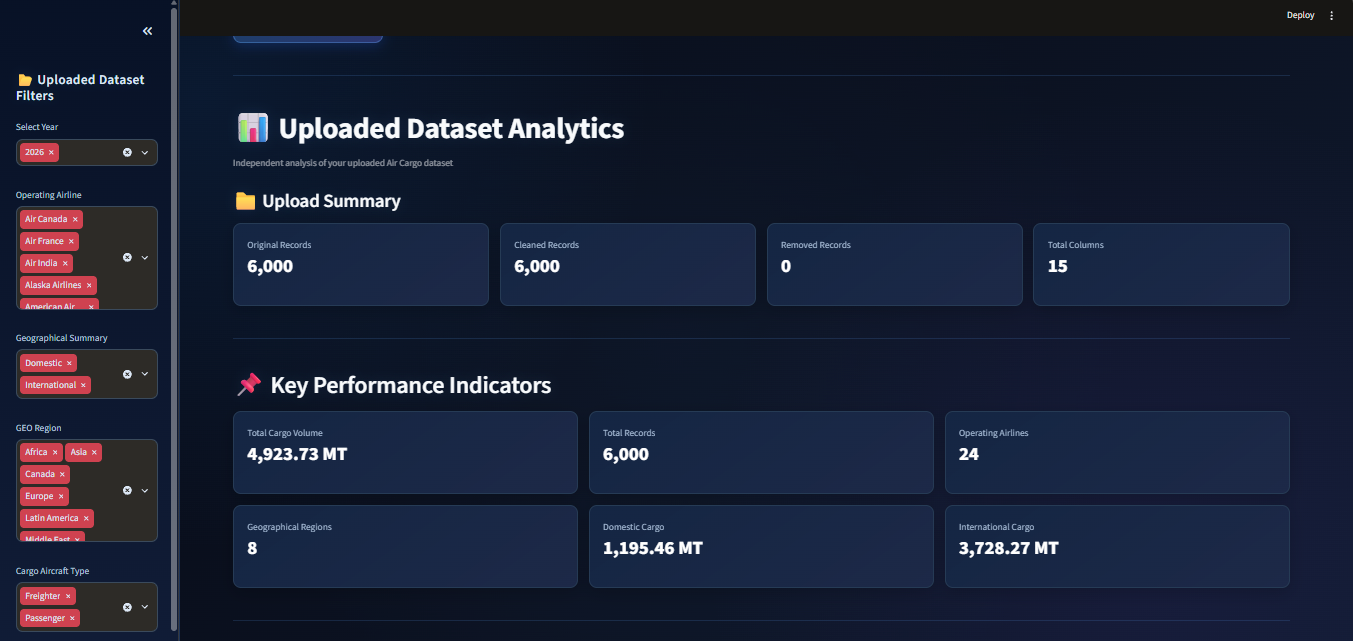 Deploy
Uploaded Dataset
Filters
Select Year
2026
Operating Airline
Air Canada
Air France
Air India
Alaska Airlines
American Air...
Geographical Summary
Domestic
International
GEO Region
Africa Asia
Canada
Europe
Latin America
Middle East
Cargo Aircraft Type
Freighter
Passenger
Uploaded Dataset Analytics
Independent analysis of your uploaded Air Cargo dataset
Upload Summary
Original Records
6,000
Cleaned Records
6,000
Removed Records
0
Total Columns
15
Key Performance Indicators
Total Cargo Volume
4,923.73 MT
Total Records
6,000
Operating Airlines
24
Geographical Regions
8
Domestic Cargo
1,195.46 MT
International Cargo
3,728.27 MT